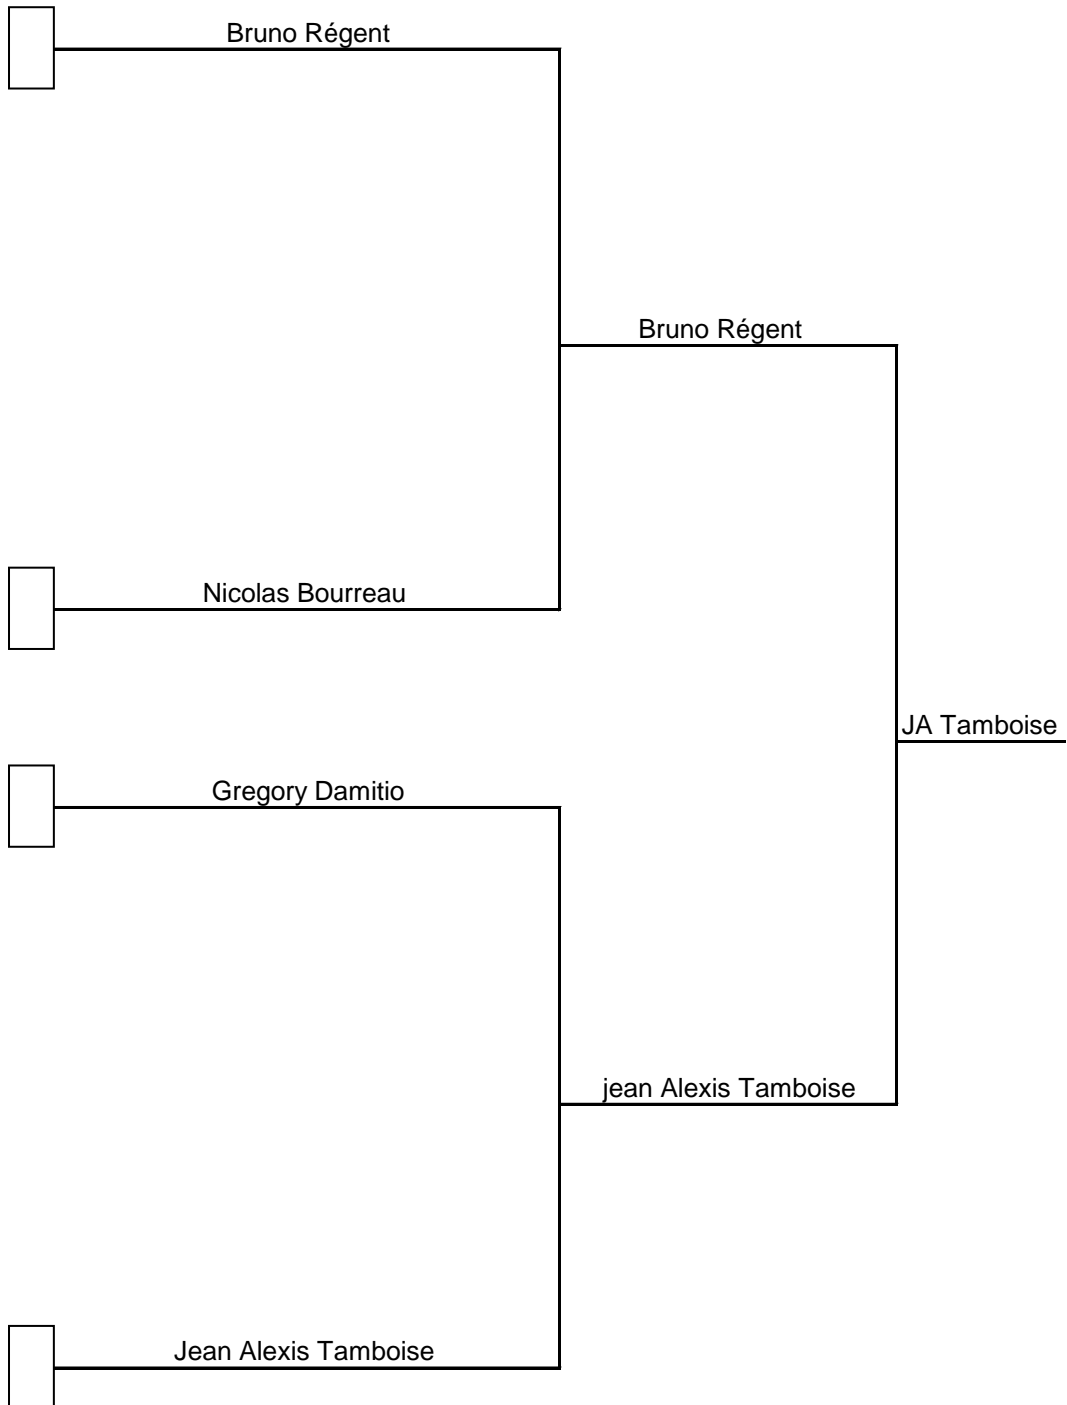 Bruno Régent
Bruno Régent
Nicolas Bourreau
JA Tamboise
Gregory Damitio
jean Alexis Tamboise
Jean Alexis Tamboise